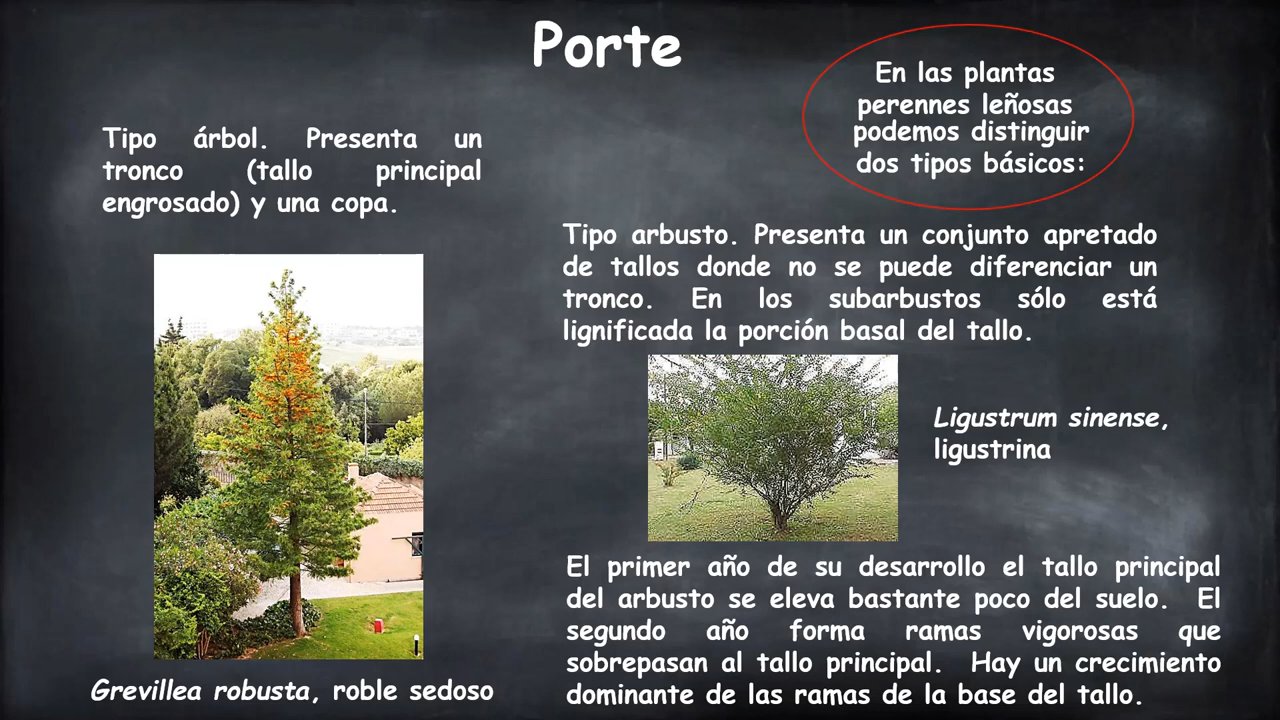 Porte
En las plantas
perennes leñosas
podemos distinguir
dos tipos básicos:
Tipo árbol. Presenta un
tronco (tallo principal
engrosado) y una copa.
Tipo arbusto. Presenta un conjunto apretado
de tallos donde no se puede diferenciar un
tronco. En los subarbustos sólo está
lignificada la porción basal del tallo.
Ligustrum sinense,
ligustrina
El primer año de su desarrollo el tallo principal
del arbusto se eleva bastante poco del suelo. El
segundo año forma ramas vigorosas que
sobrepasan al tallo principal. Hay un crecimiento
dominante de las ramas de la base del tallo.
Grevillea robusta, roble sedoso